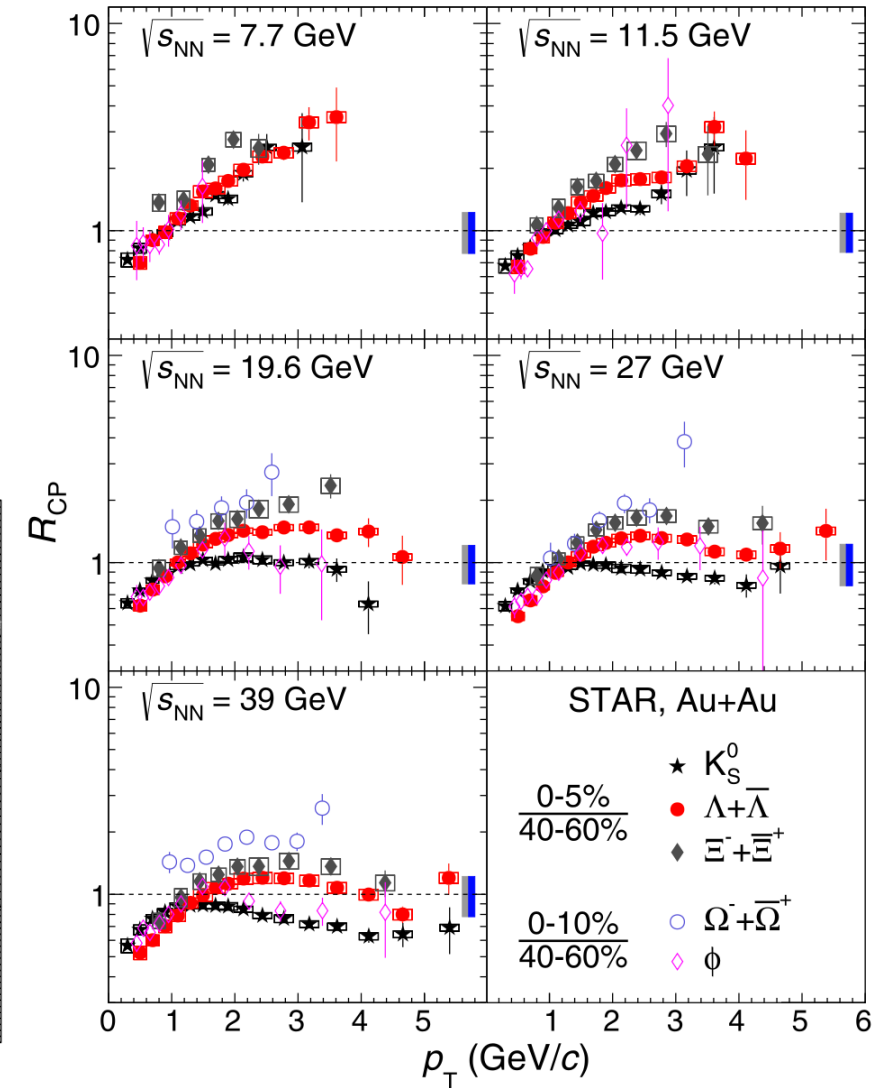 √sNN = 7.7 GeV
√sNN = 11.5 GeV
10
1
√sNN = 19.6 GeV
√sNN = 27 GeV
10
1
RCP
√sNN = 39 GeV
10
1
STAR, Au+Au
0-5%
40-60%
K⁰S
Λ+Λ̅
Ξ⁻+Ξ̅⁺
0-10%
40-60%
Ω⁻+Ω̅⁺
ϕ
0 1 2 3 4 5 0 1 2 3 4 5 6
pT (GeV/c)